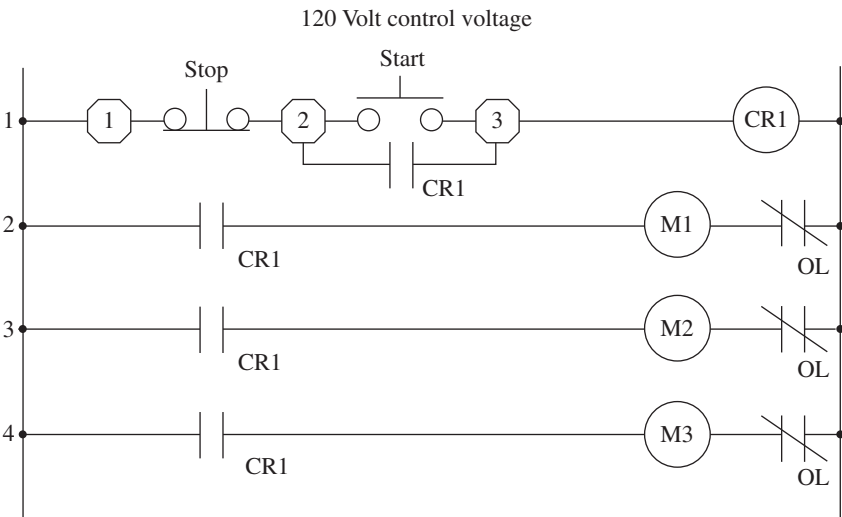 120 Volt control voltage
Stop
Start
1
1
2
3
CR1
CR1
2
M1
CR1
OL
3
M2
CR1
OL
4
M3
CR1
OL